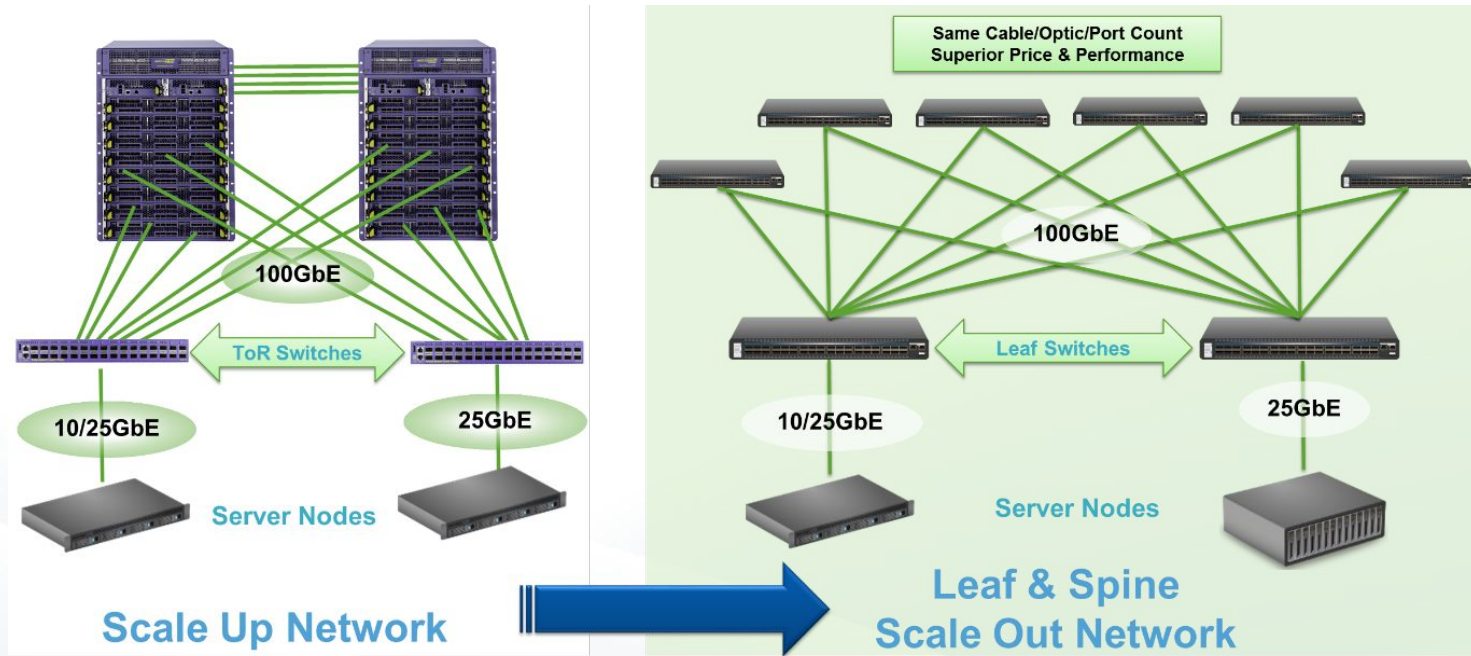 Same Cable/Optic/Port Count
Superior Price & Performance
100GbE
100GbE
ToR Switches
Leaf Switches
10/25GbE
25GbE
10/25GbE
25GbE
Server Nodes
Server Nodes
Scale Up Network
Leaf & Spine
Scale Out Network